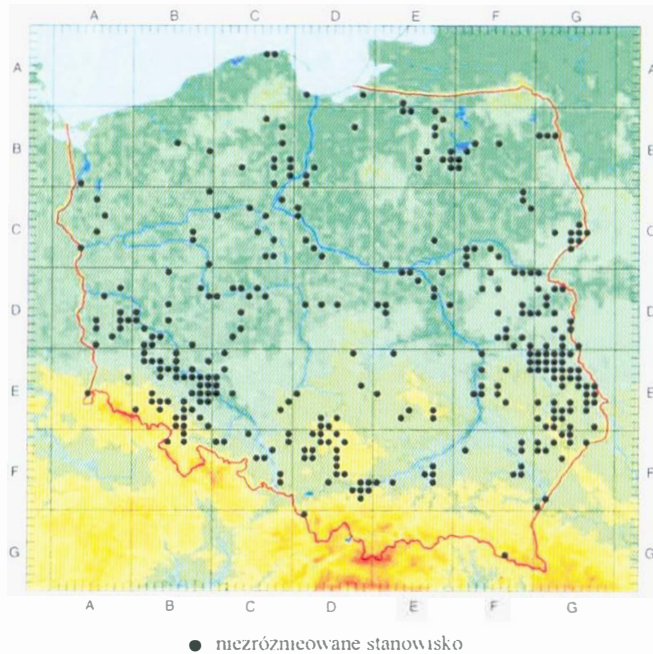 A B C D E F G
A A
B B
C C
D D
E E
F F
G G
A B C D E F G
niezróżnicowane stanowisko